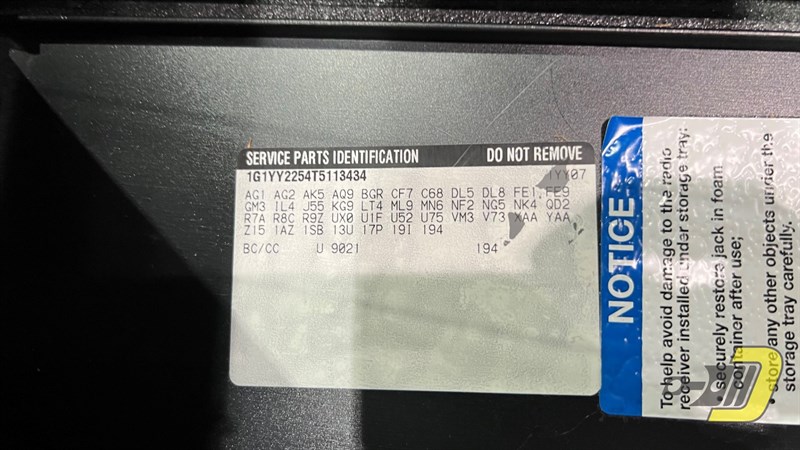 SERVICE PARTS IDENTIFICATION DO NOT REMOVE
1G1YY2254T5113434 1YY07
AG1 AG2 AK5 AQ9 BGR CF7 C68 DL5 DL8 FE1 FE9
GM3 IL4 J55 KG9 LT4 ML9 MN6 NF2 NG5 NK4 QD2
R7A R8C R9Z UX0 U1F U52 U75 VM3 V73 XAA YAA
Z15 1AZ 1SB 13U 17P 19I 194
BC/CC U 9021 194
NOTICE
To help avoid damage to the radio
receiver installed under storage tray:
• securely restore jack in foam
container after use;
• store any other objects under the
storage tray carefully.